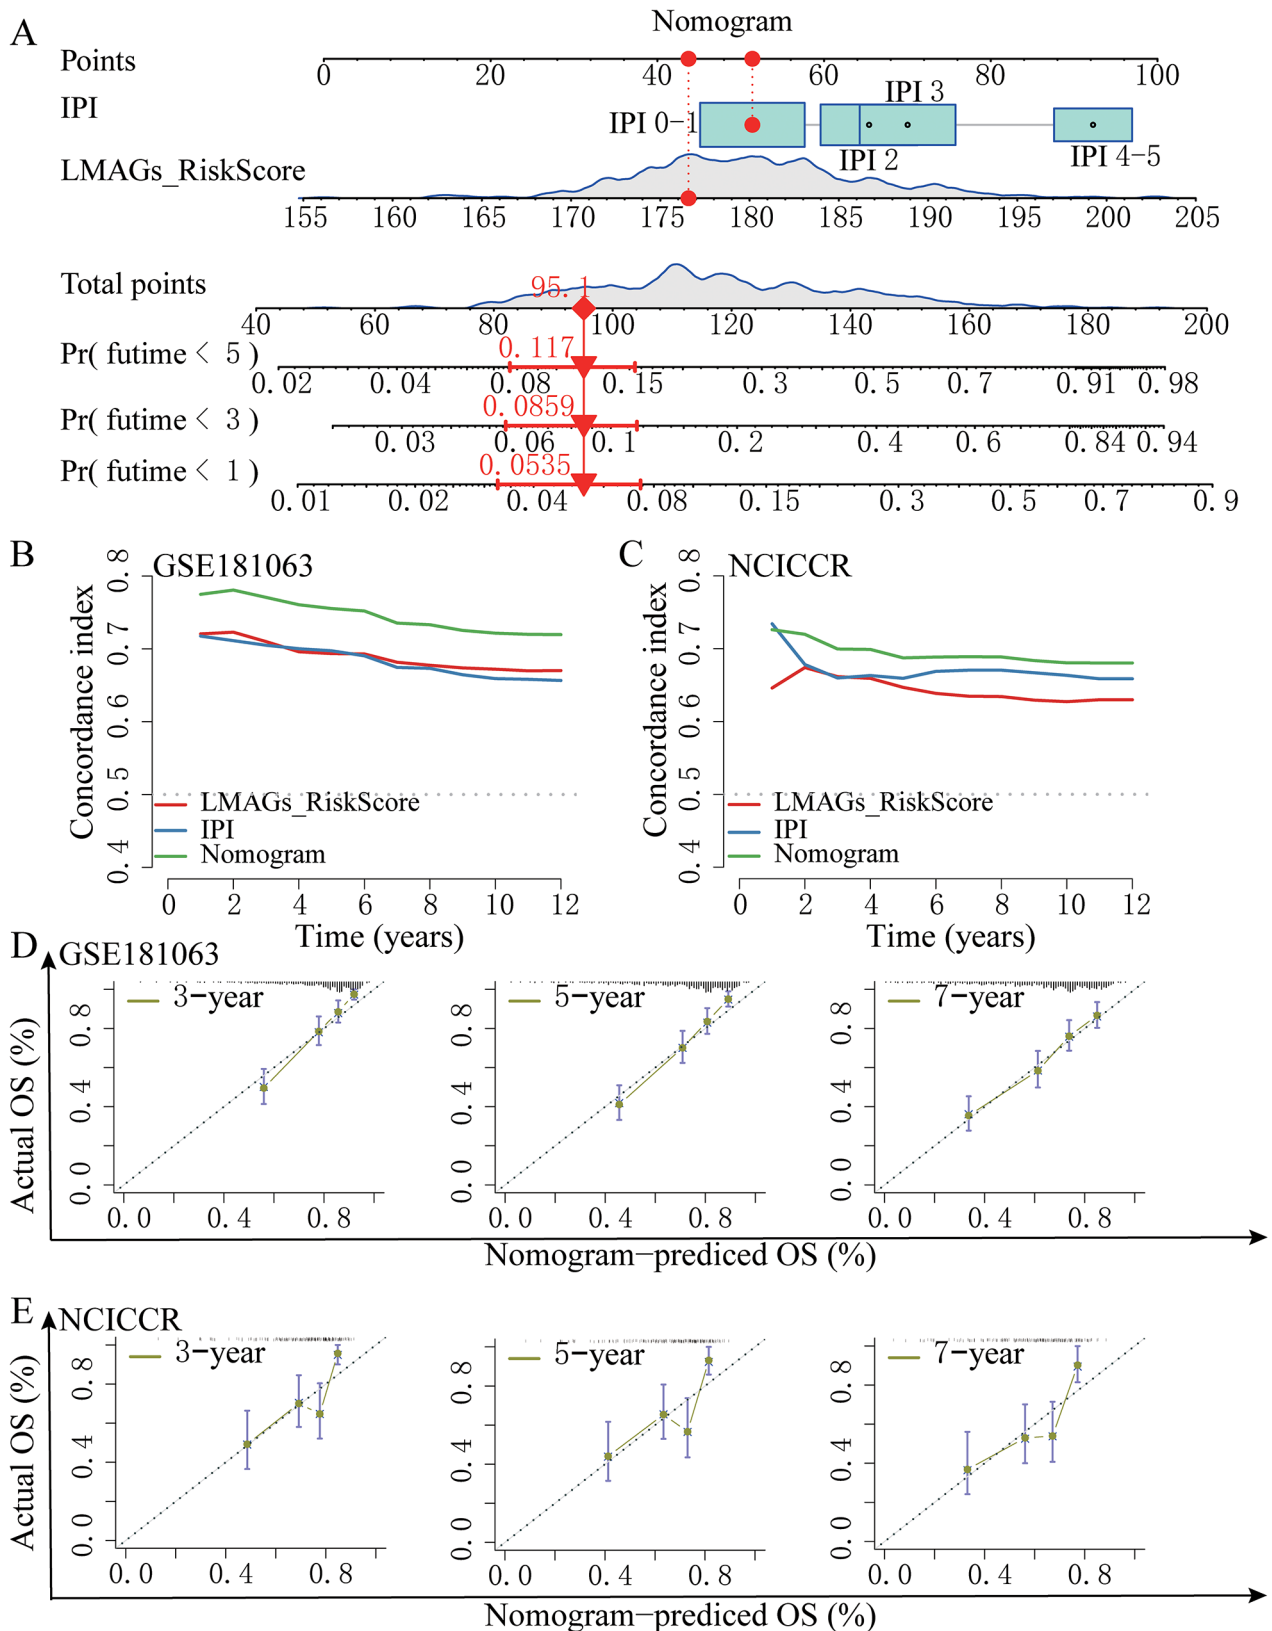 A
Nomogram
Points
0 20 40 60 80 100
IPI
IPI 0-1
IPI 3
IPI 2
IPI 4-5
LMAGs_RiskScore
155 160 165 170 175 180 185 190 195 200 205
Total points
95.1
40 60 80 100 120 140 160 180 200
Pr( futime < 5 )
0.117
0.02 0.04 0.08 0.15 0.3 0.5 0.7 0.91 0.98
Pr( futime < 3 )
0.0859
0.03 0.06 0.1 0.2 0.4 0.6 0.84 0.94
Pr( futime < 1 )
0.0535
0.01 0.02 0.04 0.08 0.15 0.3 0.5 0.7 0.9
B
GSE181063
Concordance index
0.4 0.5 0.6 0.7 0.8
LMAGs_RiskScore
IPI
Nomogram
0 2 4 6 8 10 12
Time (years)
C
NCICCR
Concordance index
0.4 0.5 0.6 0.7 0.8
LMAGs_RiskScore
IPI
Nomogram
0 2 4 6 8 10 12
Time (years)
D
GSE181063
Actual OS (%)
3-year
0.0 0.4 0.8
0.0 0.4 0.8
5-year
0.0 0.4 0.8
0.0 0.4 0.8
7-year
0.0 0.4 0.8
0.0 0.4 0.8
Nomogram-prediced OS (%)
E
NCICCR
Actual OS (%)
3-year
0.0 0.4 0.8
0.0 0.4 0.8
5-year
0.0 0.4 0.8
0.0 0.4 0.8
7-year
0.0 0.4 0.8
0.0 0.4 0.8
Nomogram-prediced OS (%)